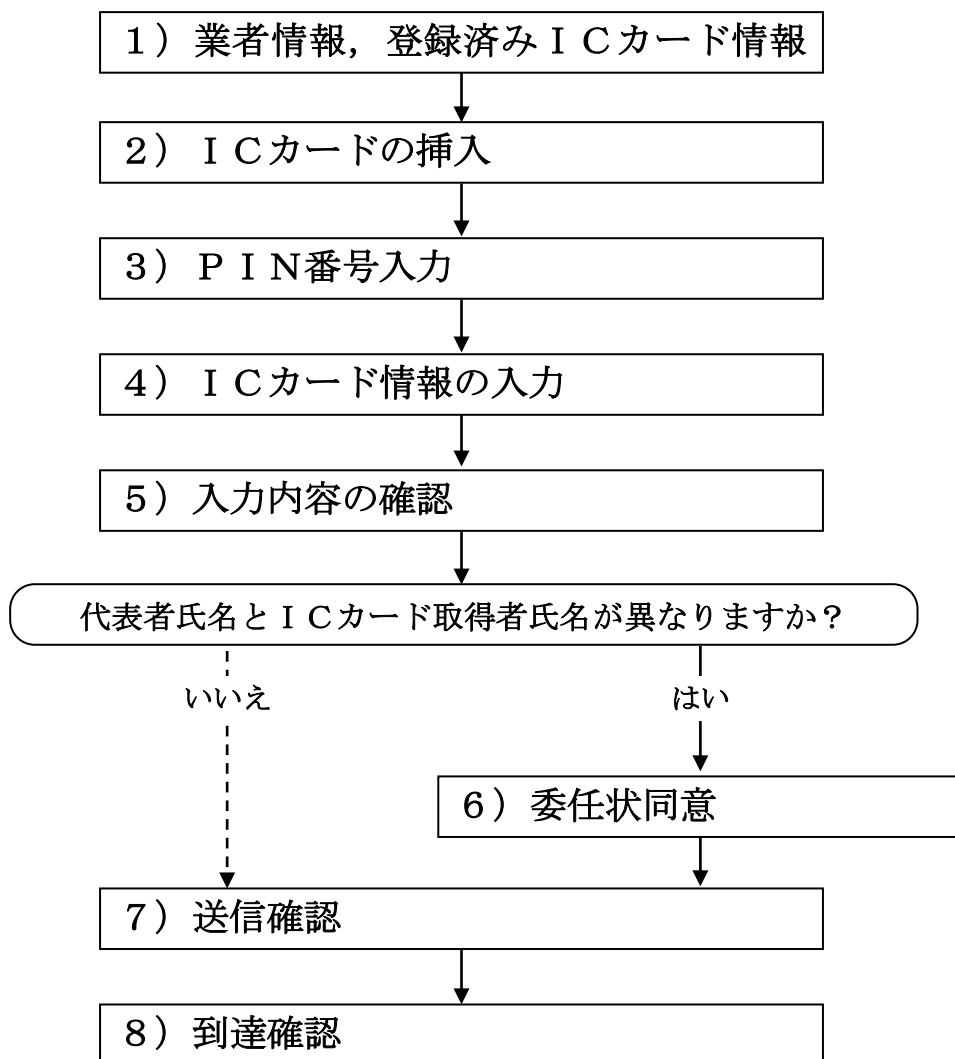 １）業者情報，登録済みＩＣカード情報
２）ＩＣカードの挿入
３）ＰＩＮ番号入力
４）ＩＣカード情報の入力
５）入力内容の確認
代表者氏名とＩＣカード取得者氏名が異なりますか？
いいえ
はい
６）委任状同意
７）送信確認
８）到達確認